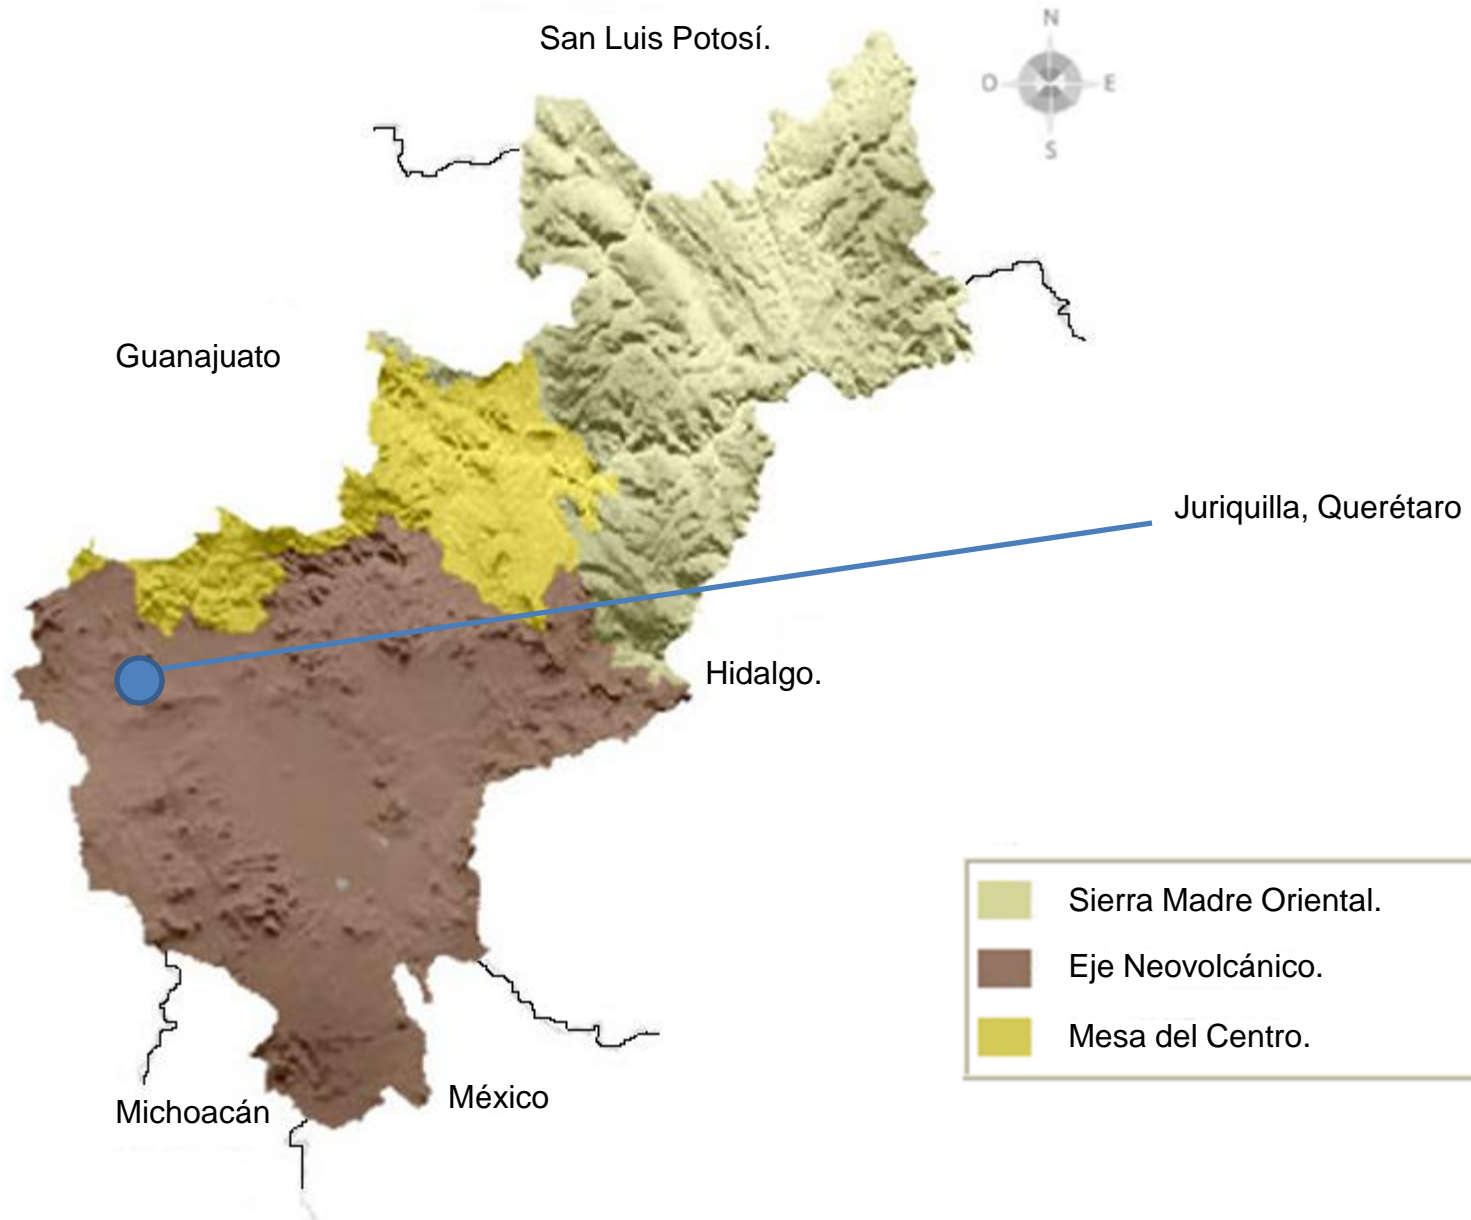 San Luis Potosí.
N
O
E
S
Guanajuato
Juriquilla, Querétaro
Hidalgo.
Sierra Madre Oriental.
Eje Neovolcánico.
Mesa del Centro.
Michoacán
México